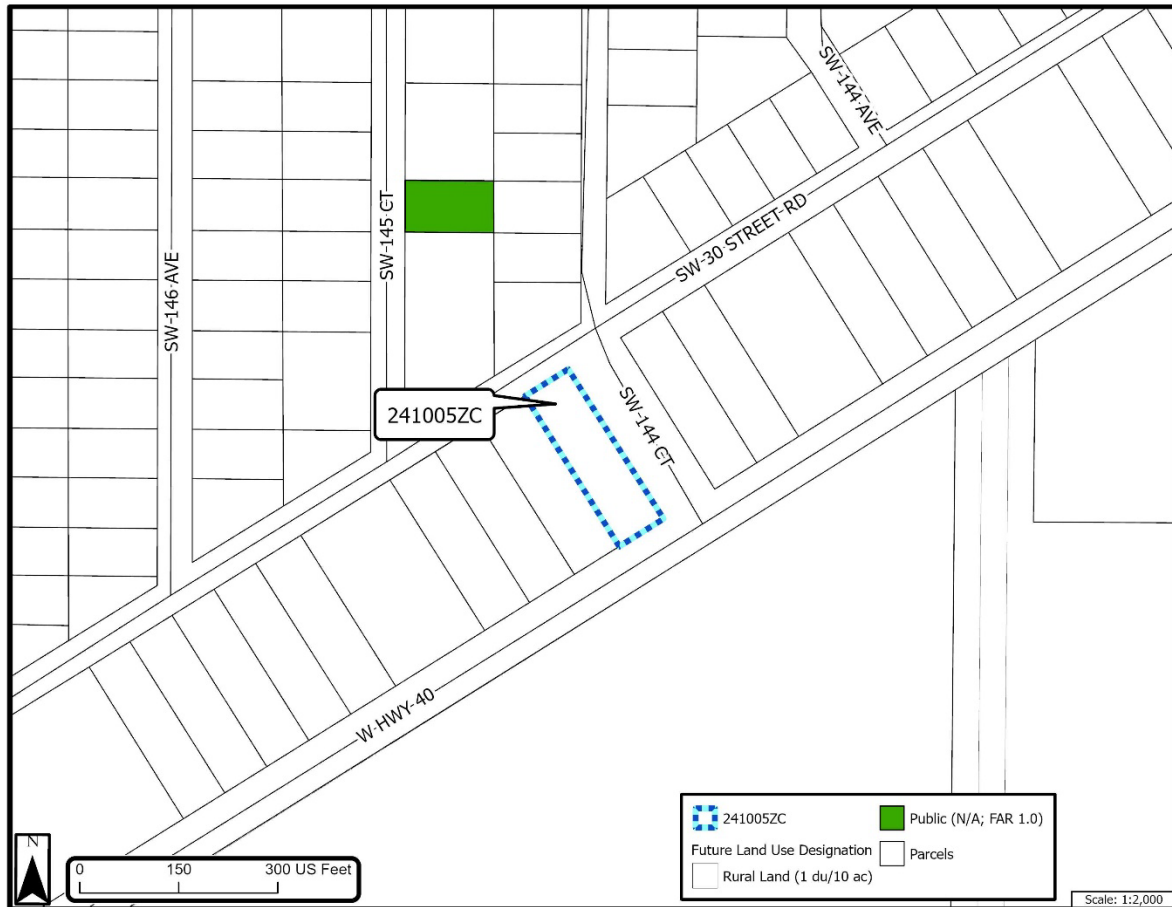 SW 144 AVE
SW 145 CT
SW 30 STREET RD
SW 146 AVE
241005ZC
SW 144 CT
W HWY 40
241005ZC
Public (N/A; FAR 1.0)
Future Land Use Designation
Parcels
Rural Land (1 du/10 ac)
N
0 150 300 US Feet
Scale: 1:2,000